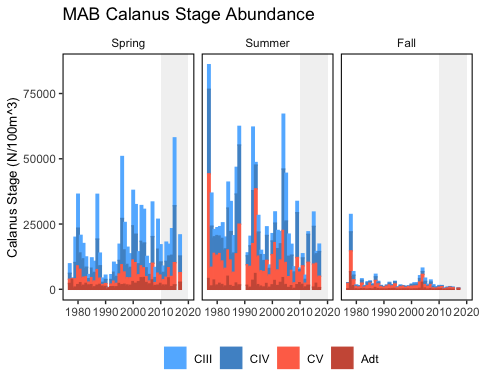 MAB Calanus Stage Abundance
Spring Summer Fall
Calanus Stage (N/100m^3)
75000
50000
25000
0
1980 1990 2000 2010 2020 1980 1990 2000 2010 2020 1980 1990 2000 2010 2020
CIII CIV CV Adt